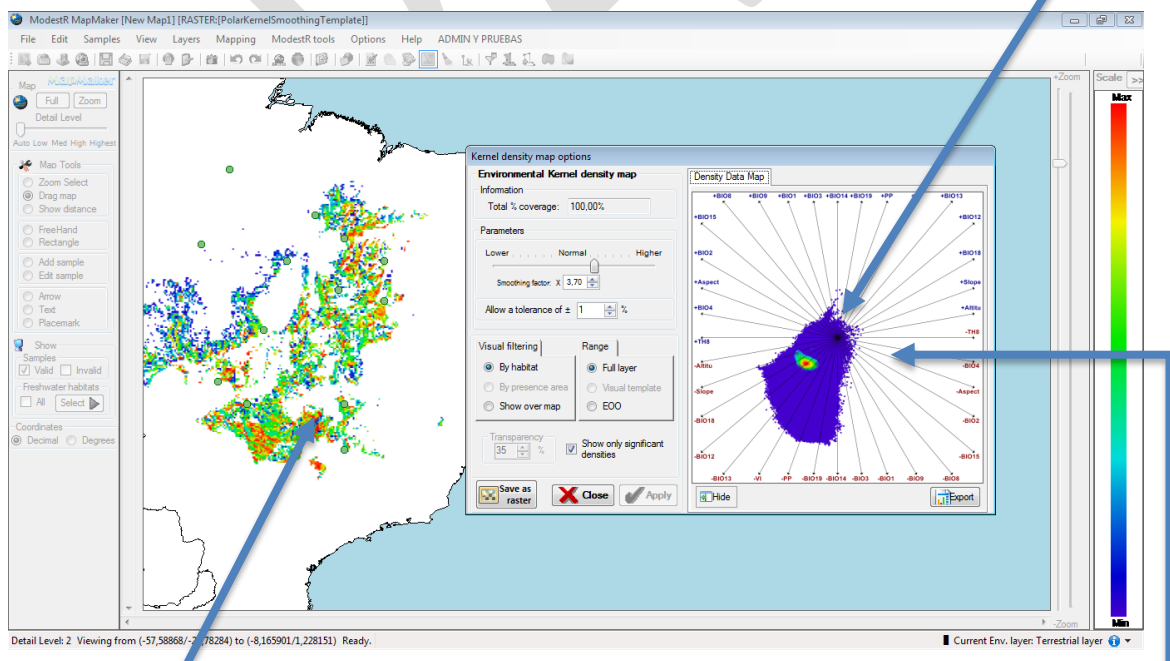 ModestR MapMaker [New Map1] [RASTER:[PolarKernelSmoothingTemplate]]
File Edit Samples View Layers Mapping ModestR tools Options Help ADMIN Y PRUEBAS
Map MapMaker
Full Zoom
Detail Level
Auto Low Med High Highest
Map Tools
Zoom Select
Drag map
Show distance
FreeHand
Rectangle
Add sample
Edit sample
Arrow
Text
Placemark
Show
Samples
Valid Invalid
Freshwater habitats
All Select
Coordinates
Decimal Degrees
Kernel density map options
Environmental Kernel density map
Information
Total % coverage: 100,00%
Parameters
Lower . . . . . . Normal . . . . . . Higher
Smoothing factor: X 3,70
Allow a tolerance of ± 1 %
Visual filtering Range
By habitat Full layer
By presence area Visual template
Show over map EOO
Transparency
35 %
Show only significant
densities
Save as
raster
Close Apply
Density Data Map
+BIO8 +BIO9 +BIO1 +BIO3 +BIO14 +BIO19 +PP +BIO13
+BIO15 +BIO12
+BIO2 +BIO18
+Aspect +Slope
+BIO4 +Altitu
+TH8 -TH8
-Altitu -BIO4
-Slope -Aspect
-BIO18 -BIO2
-BIO12 -BIO15
-BIO13 -VI -PP -BIO19 -BIO14 -BIO3 -BIO1 -BIO9 -BIO8
Hide Export
+Zoom
-Zoom
Scale >>
Max
Min
Detail Level: 2 Viewing from (-57,58868/-2 ,78284) to (-8,165901/1,228151) Ready.
Current Env. layer: Terrestrial layer